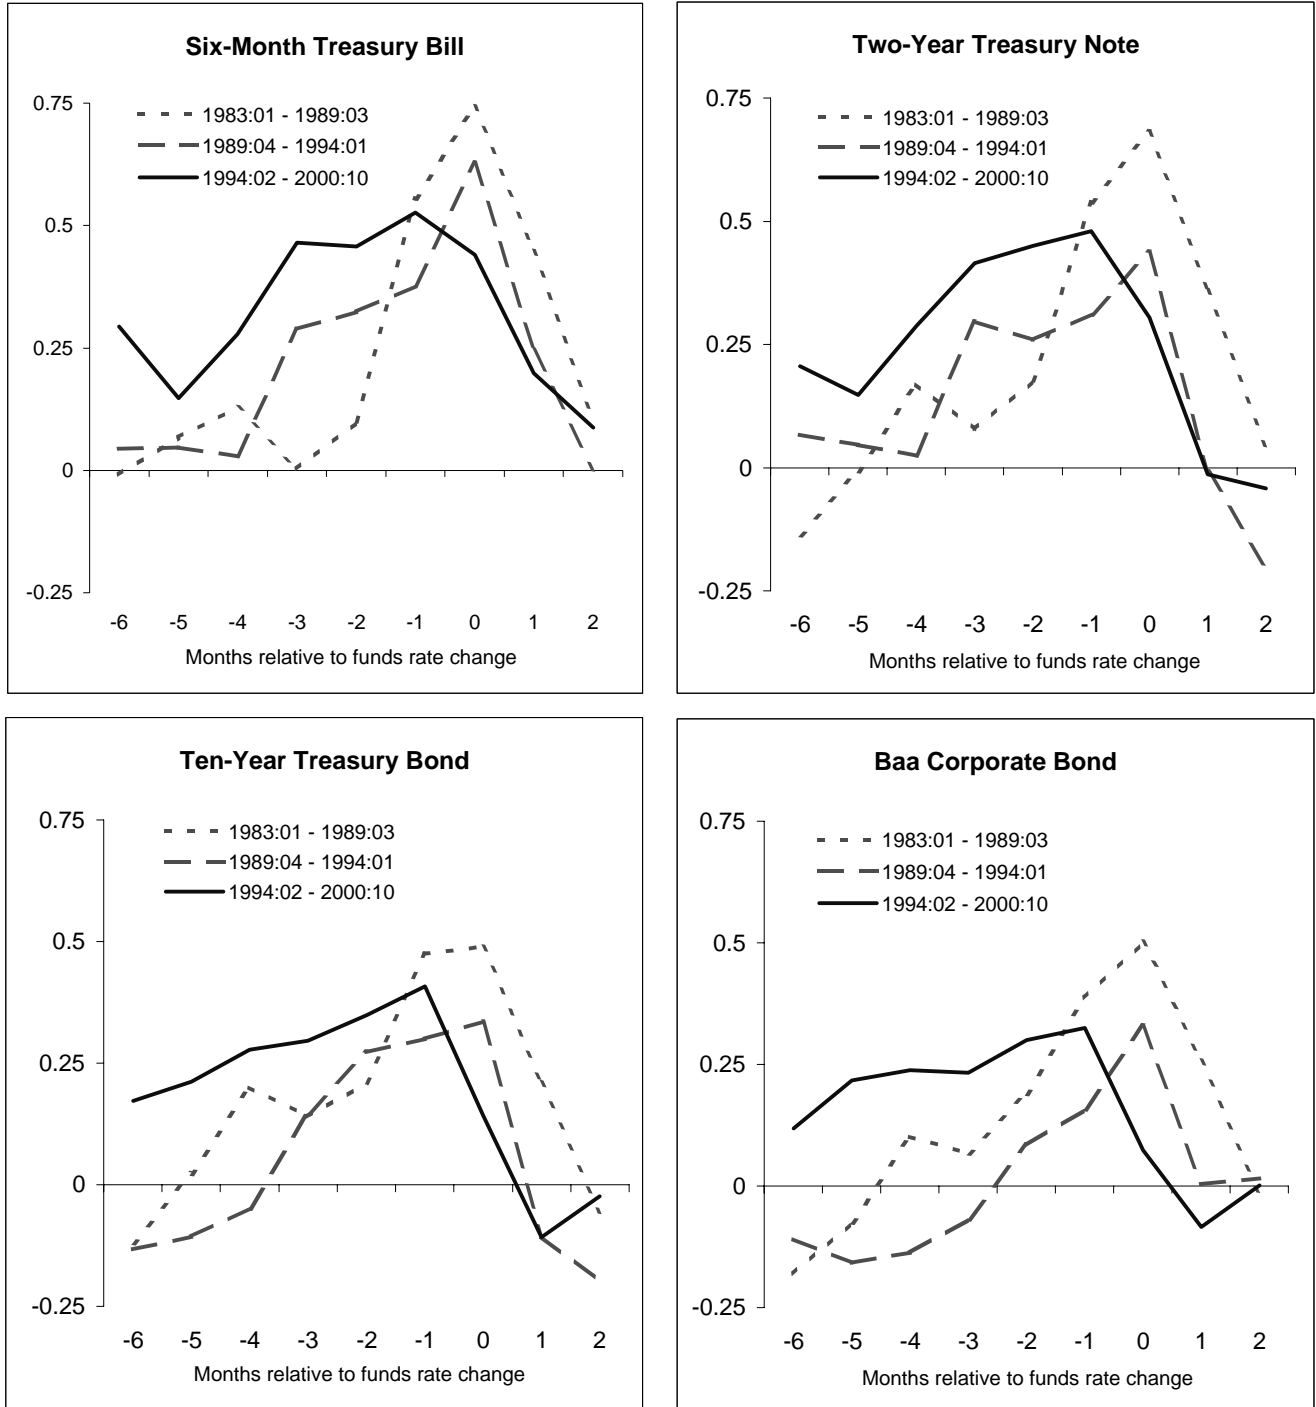 Six-Month Treasury Bill
0.75
0.5
0.25
0
-0.25
1983:01 - 1989:03
1989:04 - 1994:01
1994:02 - 2000:10
-6 -5 -4 -3 -2 -1 0 1 2
Months relative to funds rate change
Two-Year Treasury Note
0.75
0.5
0.25
0
-0.25
1983:01 - 1989:03
1989:04 - 1994:01
1994:02 - 2000:10
-6 -5 -4 -3 -2 -1 0 1 2
Months relative to funds rate change
Ten-Year Treasury Bond
0.75
0.5
0.25
0
-0.25
1983:01 - 1989:03
1989:04 - 1994:01
1994:02 - 2000:10
-6 -5 -4 -3 -2 -1 0 1 2
Months relative to funds rate change
Baa Corporate Bond
0.75
0.5
0.25
0
-0.25
1983:01 - 1989:03
1989:04 - 1994:01
1994:02 - 2000:10
-6 -5 -4 -3 -2 -1 0 1 2
Months relative to funds rate change